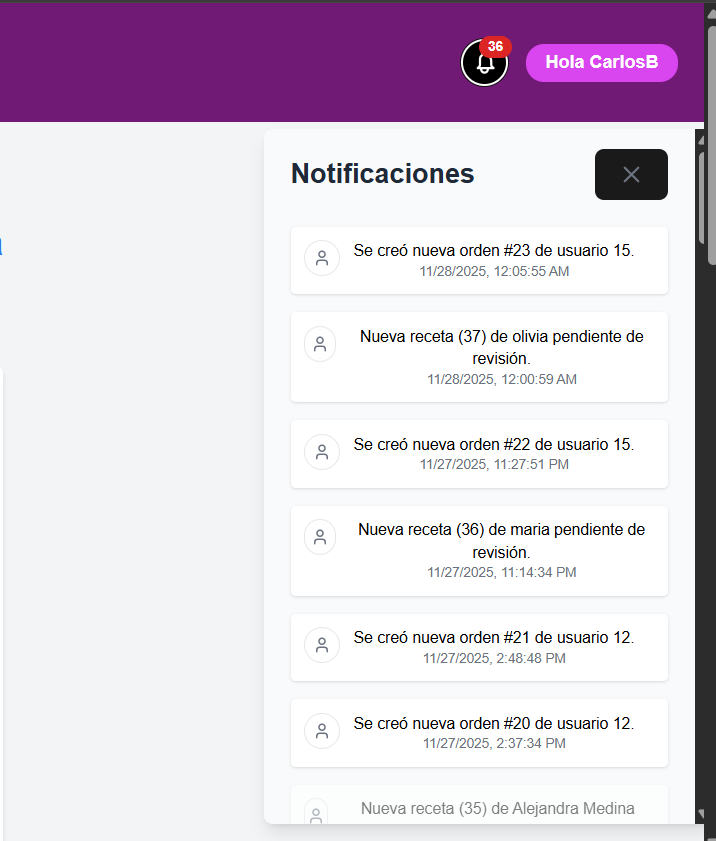 36
Hola CarlosB
Notificaciones
Se creó nueva orden #23 de usuario 15.
11/28/2025, 12:05:55 AM
Nueva receta (37) de olivia pendiente de
revisión.
11/28/2025, 12:00:59 AM
Se creó nueva orden #22 de usuario 15.
11/27/2025, 11:27:51 PM
Nueva receta (36) de maria pendiente de
revisión.
11/27/2025, 11:14:34 PM
Se creó nueva orden #21 de usuario 12.
11/27/2025, 2:48:48 PM
Se creó nueva orden #20 de usuario 12.
11/27/2025, 2:37:34 PM
Nueva receta (35) de Alejandra Medina